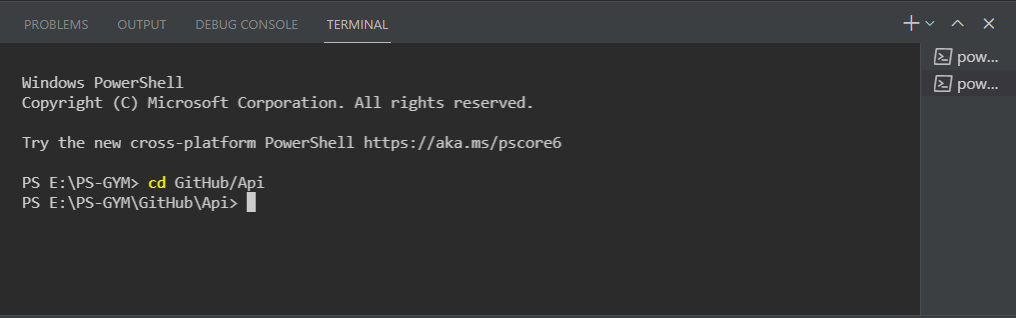 PROBLEMS OUTPUT DEBUG CONSOLE TERMINAL
pow...
pow...
Windows PowerShell
Copyright (C) Microsoft Corporation. All rights reserved.
Try the new cross-platform PowerShell https://aka.ms/pscore6
PS E:\PS-GYM> cd GitHub/Api
PS E:\PS-GYM\GitHub\Api>